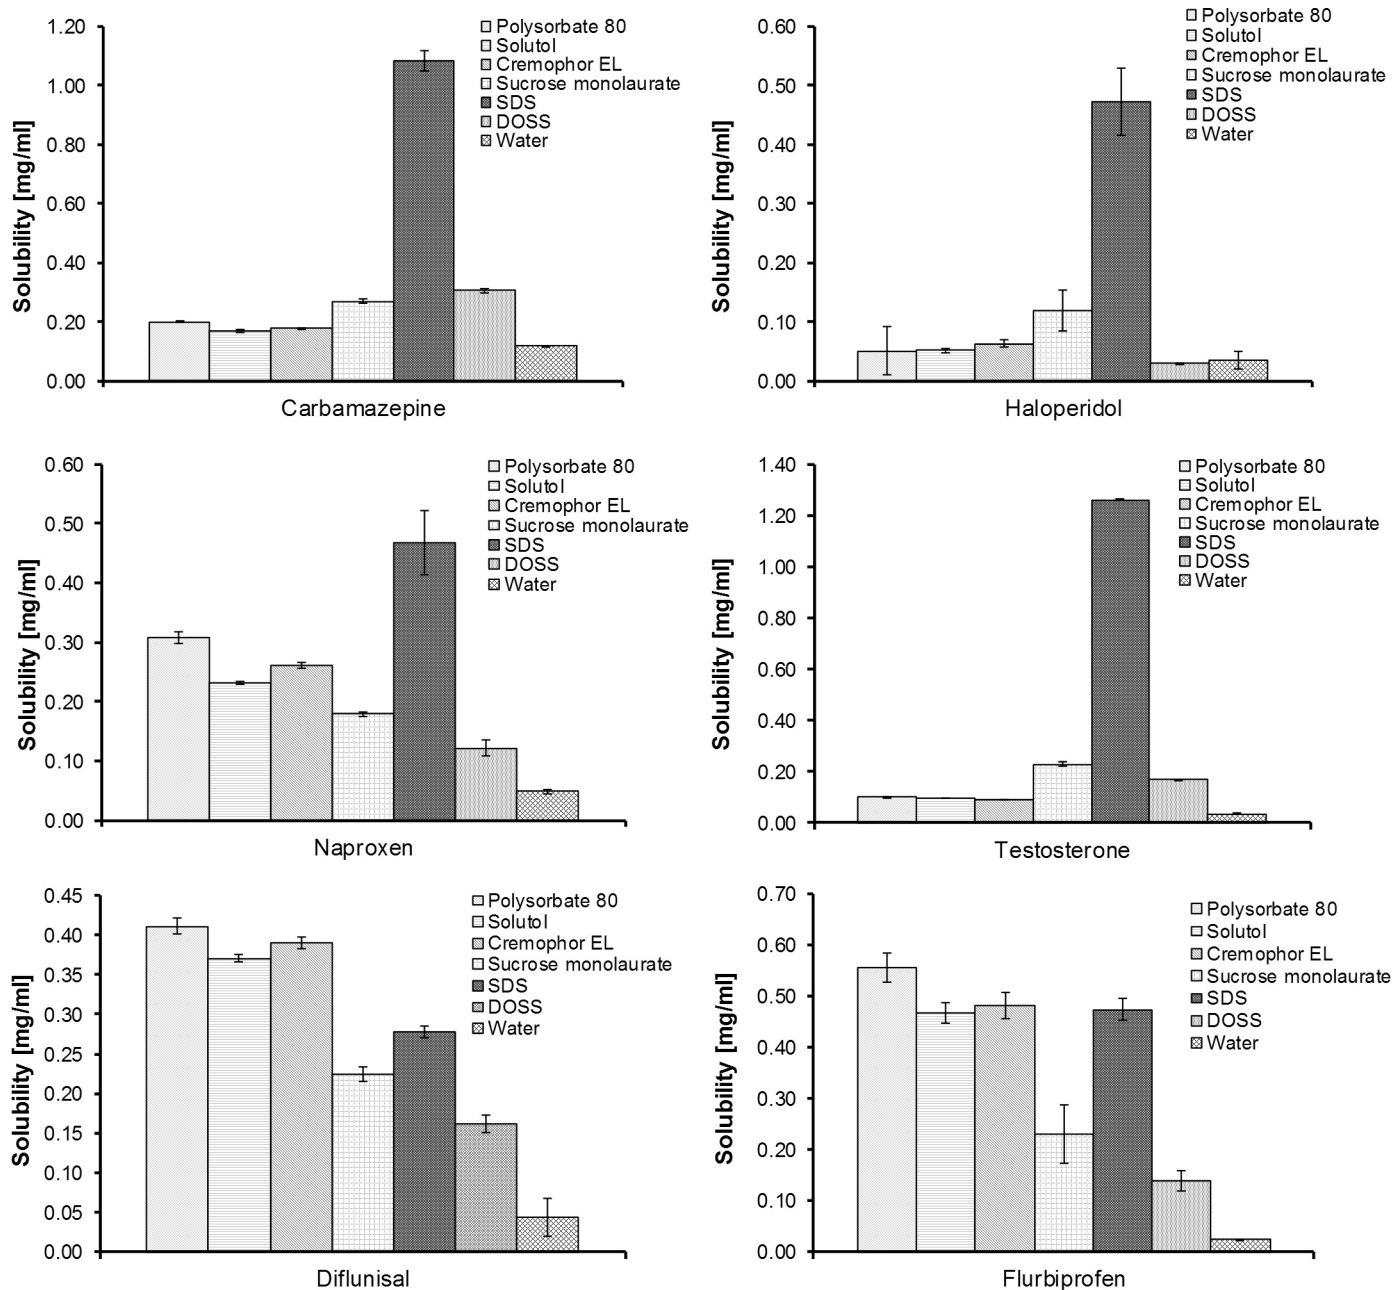 Solubility [mg/ml]
1.20
1.00
0.80
0.60
0.40
0.20
0.00
Polysorbate 80
Solutol
Cremophor EL
Sucrose monolaurate
SDS
DOSS
Water
Carbamazepine
Solubility [mg/ml]
0.60
0.50
0.40
0.30
0.20
0.10
0.00
Polysorbate 80
Solutol
Cremophor EL
Sucrose monolaurate
SDS
DOSS
Water
Haloperidol
Solubility [mg/ml]
0.60
0.50
0.40
0.30
0.20
0.10
0.00
Polysorbate 80
Solutol
Cremophor EL
Sucrose monolaurate
SDS
DOSS
Water
Naproxen
Solubility [mg/ml]
1.40
1.20
1.00
0.80
0.60
0.40
0.20
0.00
Polysorbate 80
Solutol
Cremophor EL
Sucrose monolaurate
SDS
DOSS
Water
Testosterone
Solubility [mg/ml]
0.45
0.40
0.35
0.30
0.25
0.20
0.15
0.10
0.05
0.00
Polysorbate 80
Solutol
Cremophor EL
Sucrose monolaurate
SDS
DOSS
Water
Diflunisal
Solubility [mg/ml]
0.70
0.60
0.50
0.40
0.30
0.20
0.10
0.00
Polysorbate 80
Solutol
Cremophor EL
Sucrose monolaurate
SDS
DOSS
Water
Flurbiprofen